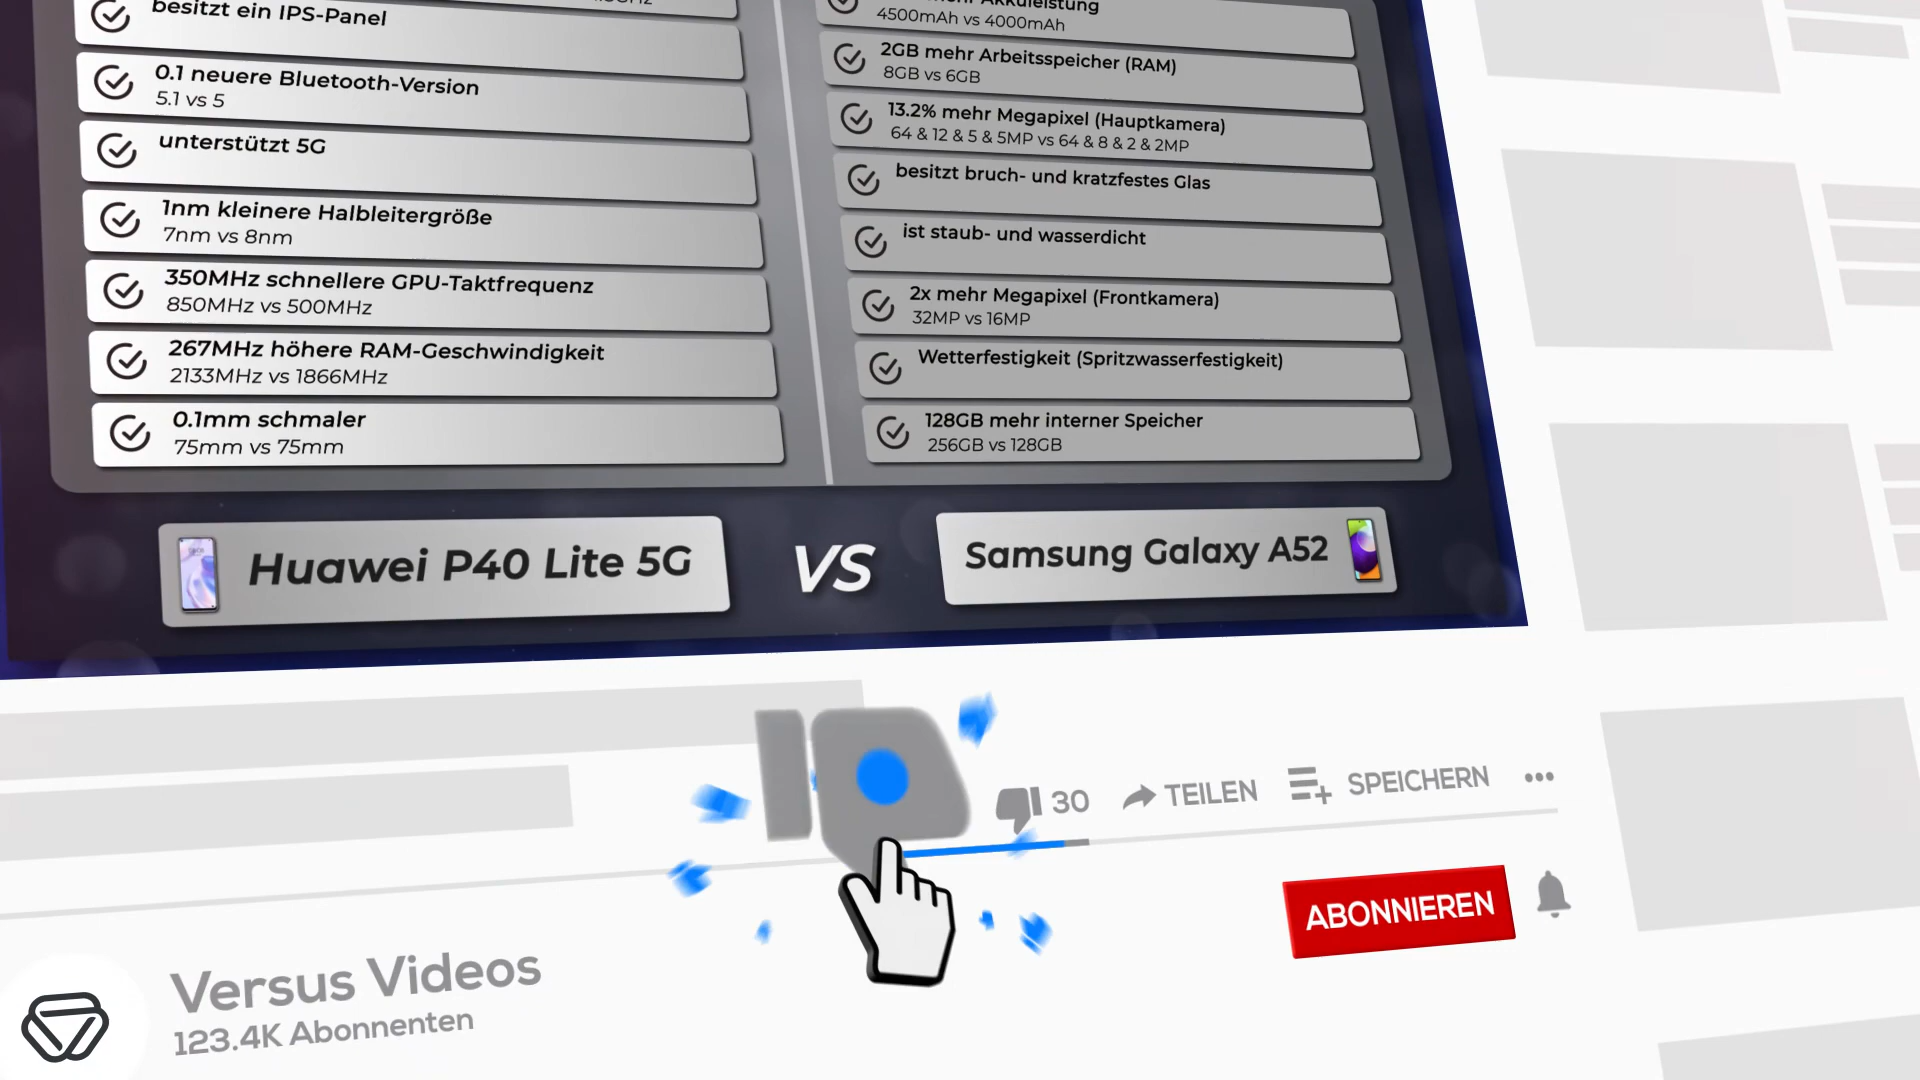 besitzt ein IPS-Panel
0.1 neuere Bluetooth-Version
5.1 vs 5
unterstützt 5G
1nm kleinere Halbleitergröße
7nm vs 8nm
350MHz schnellere GPU-Taktfrequenz
850MHz vs 500MHz
267MHz höhere RAM-Geschwindigkeit
2133MHz vs 1866MHz
0.1mm schmaler
75mm vs 75mm
4500mAh vs 4000mAh
2GB mehr Arbeitsspeicher (RAM)
8GB vs 6GB
13.2% mehr Megapixel (Hauptkamera)
64 & 12 & 5 & 5MP vs 64 & 8 & 2 & 2MP
besitzt bruch- und kratzfestes Glas
ist staub- und wasserdicht
2x mehr Megapixel (Frontkamera)
32MP vs 16MP
Wetterfestigkeit (Spritzwasserfestigkeit)
128GB mehr interner Speicher
256GB vs 128GB
Huawei P40 Lite 5G
VS
Samsung Galaxy A52
30
TEILEN
SPEICHERN
ABONNIEREN
Versus Videos
123.4K Abonnenten